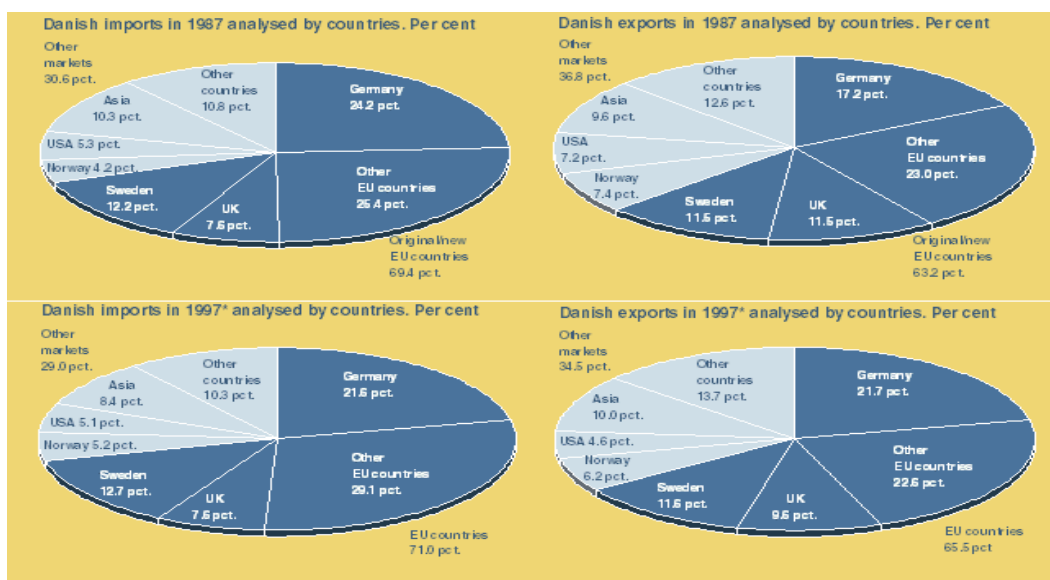 Danish imports in 1987 analysed by countries. Per cent
Other
markets
30.6 pct.
Other
countries
10.8 pct.
Germany
24.2 pct.
Asia
10.3 pct.
USA 5.3 pct.
Norway 4.2 pct.
Sweden
12.2 pct.
UK
7.6 pct.
Other
EU countries
25.4 pct.
Original/new
EU countries
69.4 pct.
Danish exports in 1987 analysed by countries. Per cent
Other
markets
36.8 pct.
Other
countries
12.6 pct.
Germany
17.2 pct.
Asia
9.6 pct.
USA
7.2 pct.
Norway
7.4 pct.
Sweden
11.5 pct.
UK
11.5 pct.
Other
EU countries
23.0 pct.
Original/new
EU countries
63.2 pct.
Danish imports in 1997* analysed by countries. Per cent
Other
markets
29.0 pct.
Other
countries
10.3 pct.
Germany
21.6 pct.
Asia
8.4 pct.
USA 5.1 pct.
Norway 5.2 pct.
Sweden
12.7 pct.
UK
7.6 pct.
Other
EU countries
29.1 pct.
EU countries
71.0 pct.
Danish exports in 1997* analysed by countries. Per cent
Other
markets
34.5 pct.
Other
countries
13.7 pct.
Germany
21.7 pct.
Asia
10.0 pct.
USA 4.6 pct.
Norway
6.2 pct.
Sweden
11.6 pct.
UK
9.6 pct.
Other
EU countries
22.6 pct.
EU countries
65.5 pct